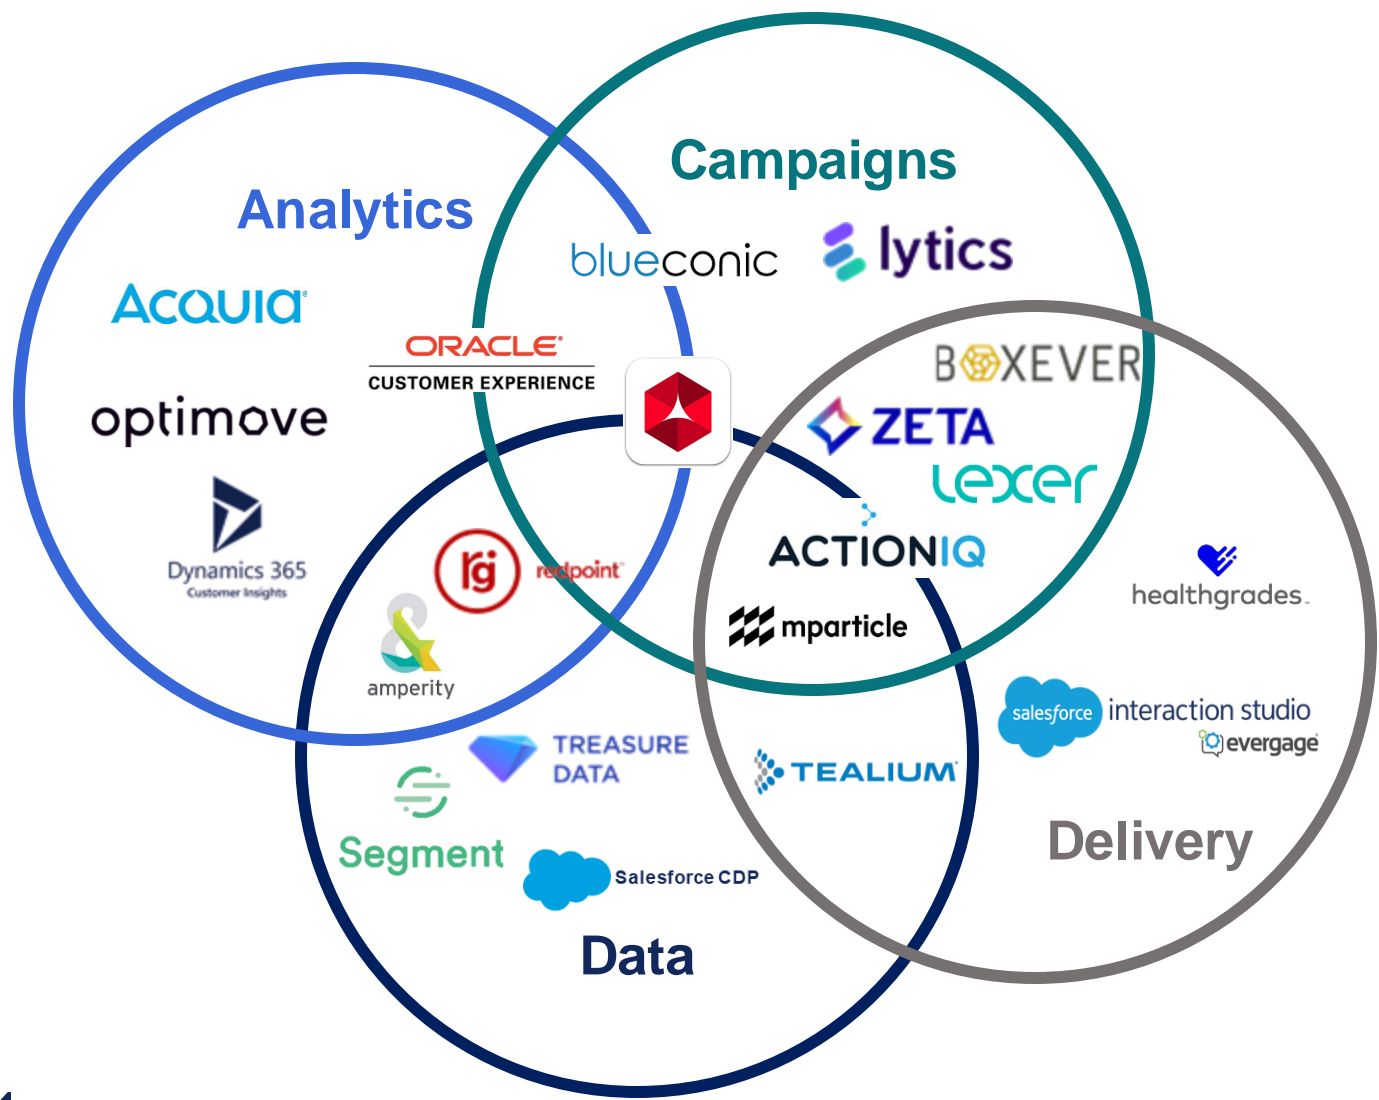 Campaigns
Analytics
blueconic
lytics
ACQUIA
ORACLE
CUSTOMER EXPERIENCE
BOXEVER
optimove
ZETA
Lexer
Dynamics 365
Customer Insights
rg redpoint
ACTIONIQ
healthgrades
mparticle
amperity
salesforce interaction studio
evergage
TREASURE
DATA
TEALIUM
Segment
Delivery
Salesforce CDP
Data